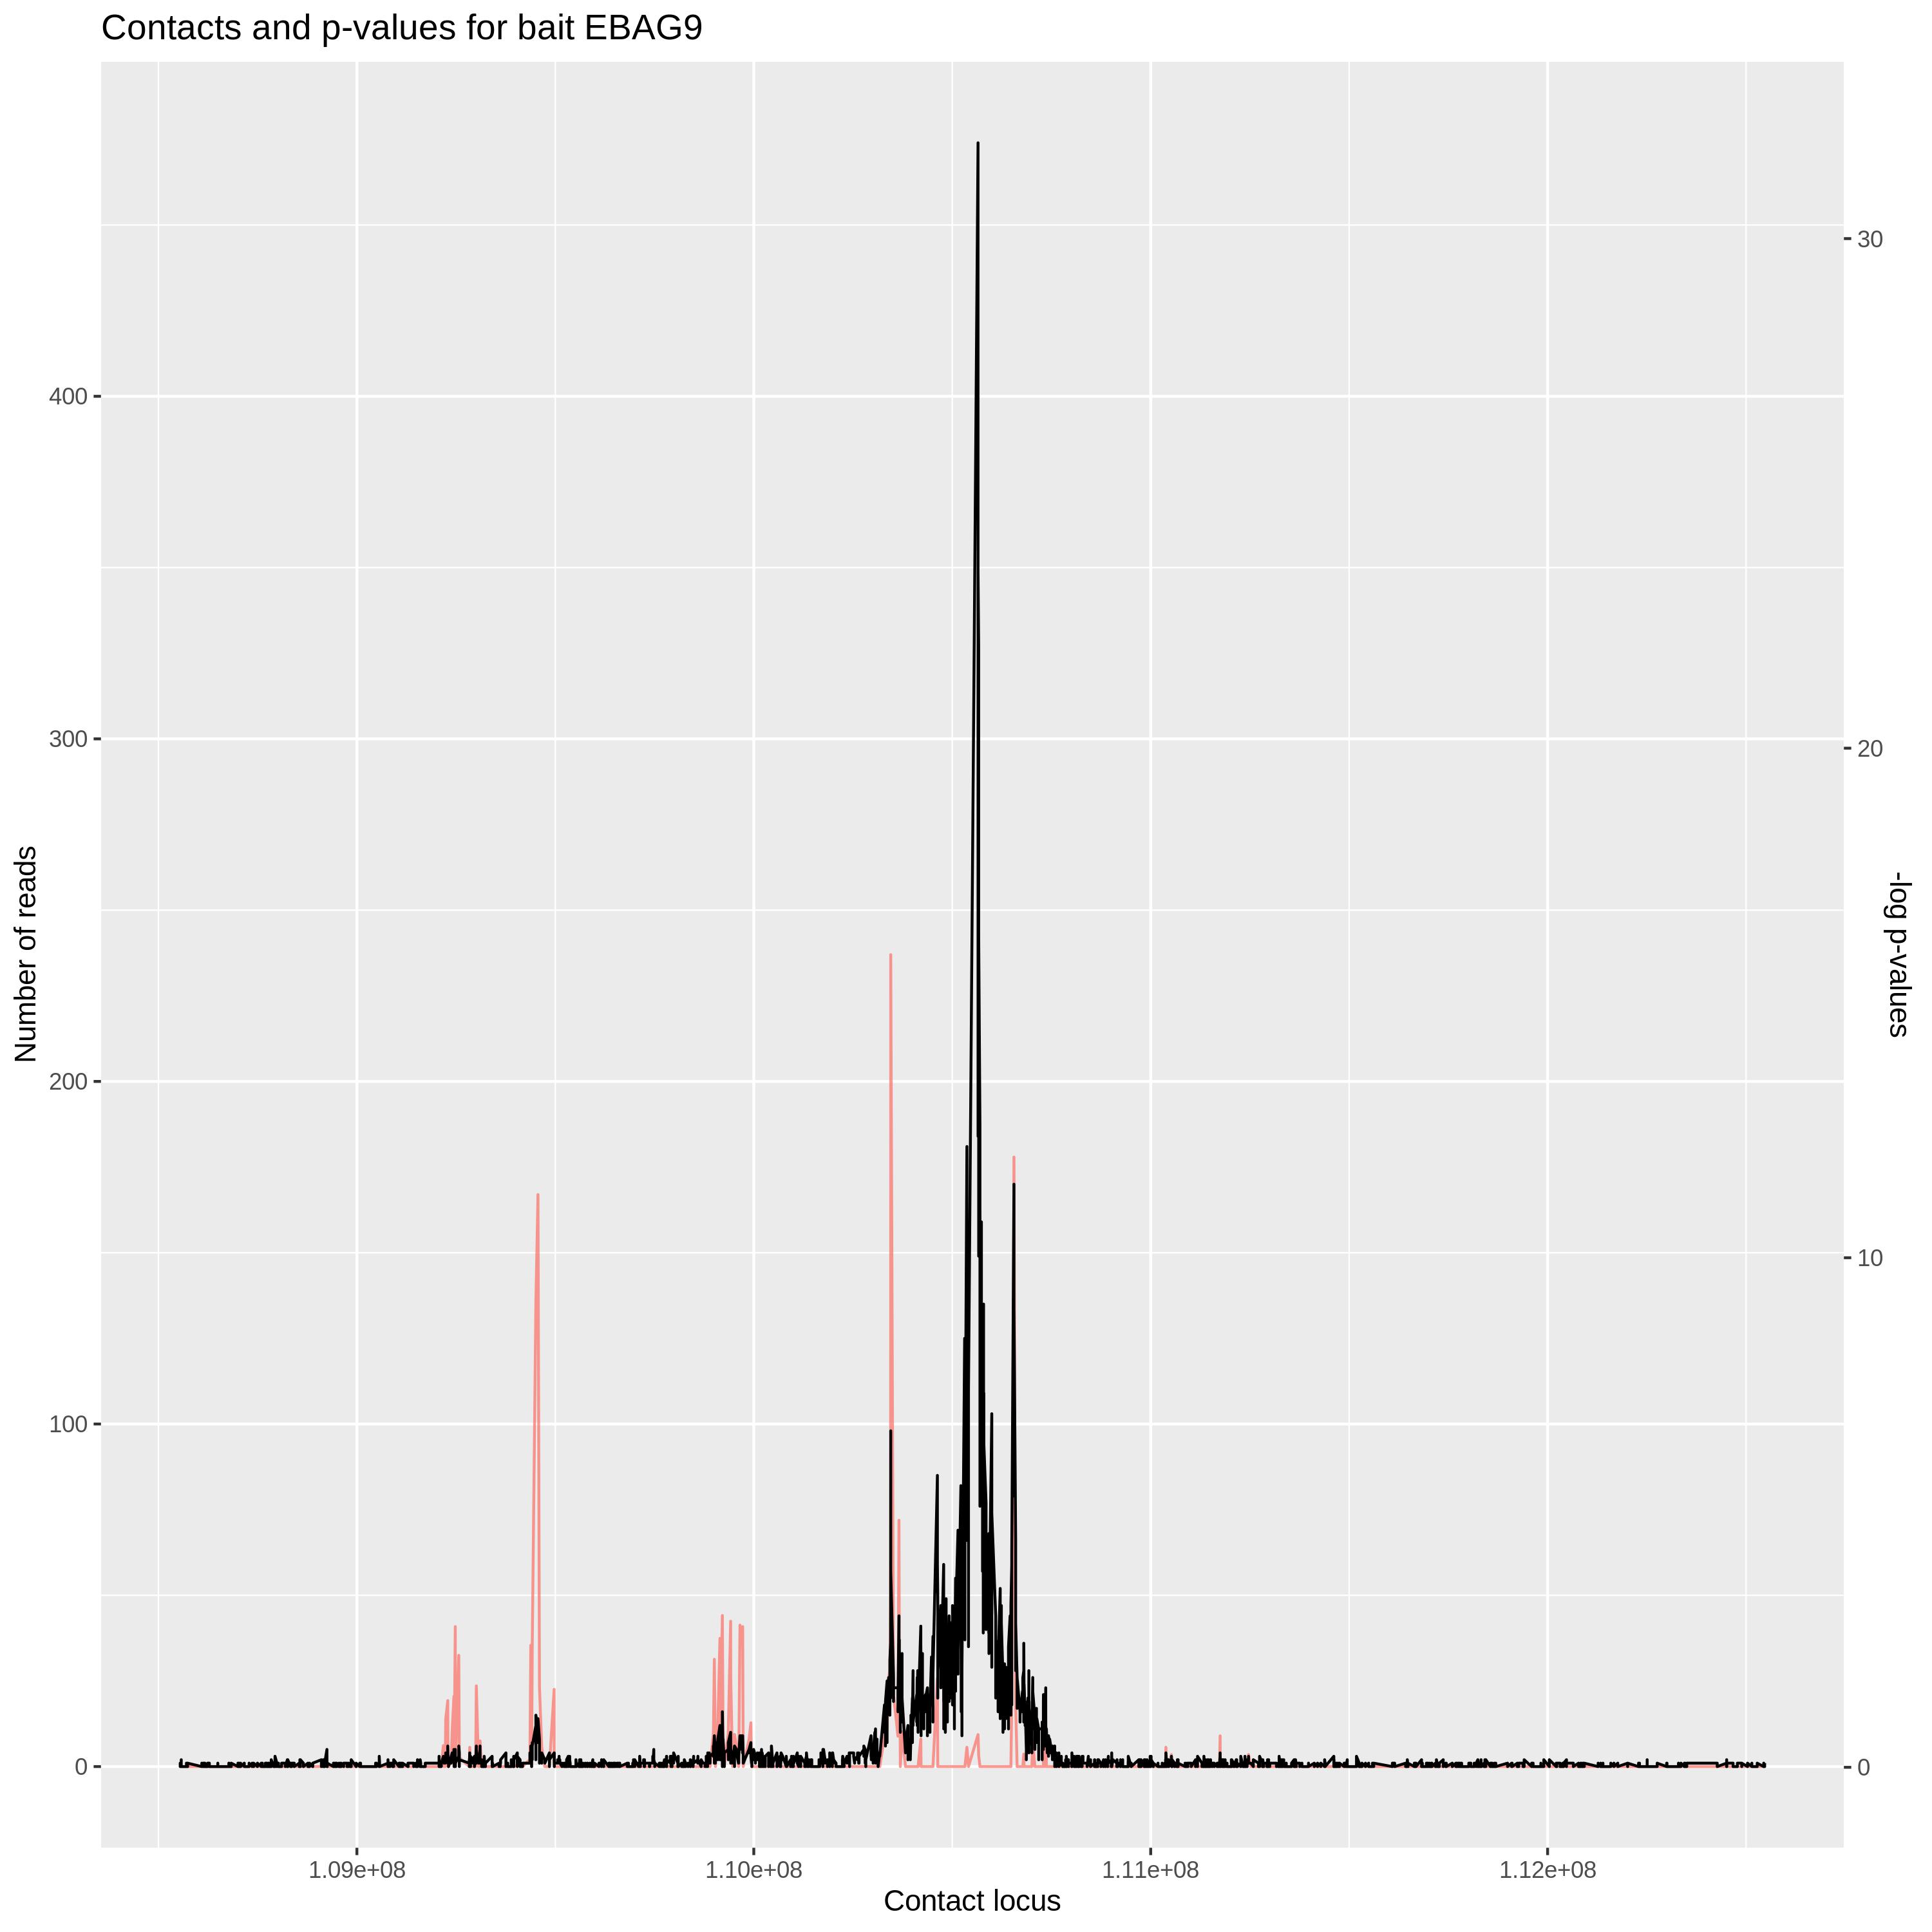 Contacts and p-values for bait EBAG9
400
300
200
100
0
Number of reads
30
20
10
0
-log p-values
1.09e+08
1.10e+08
1.11e+08
1.12e+08
Contact locus